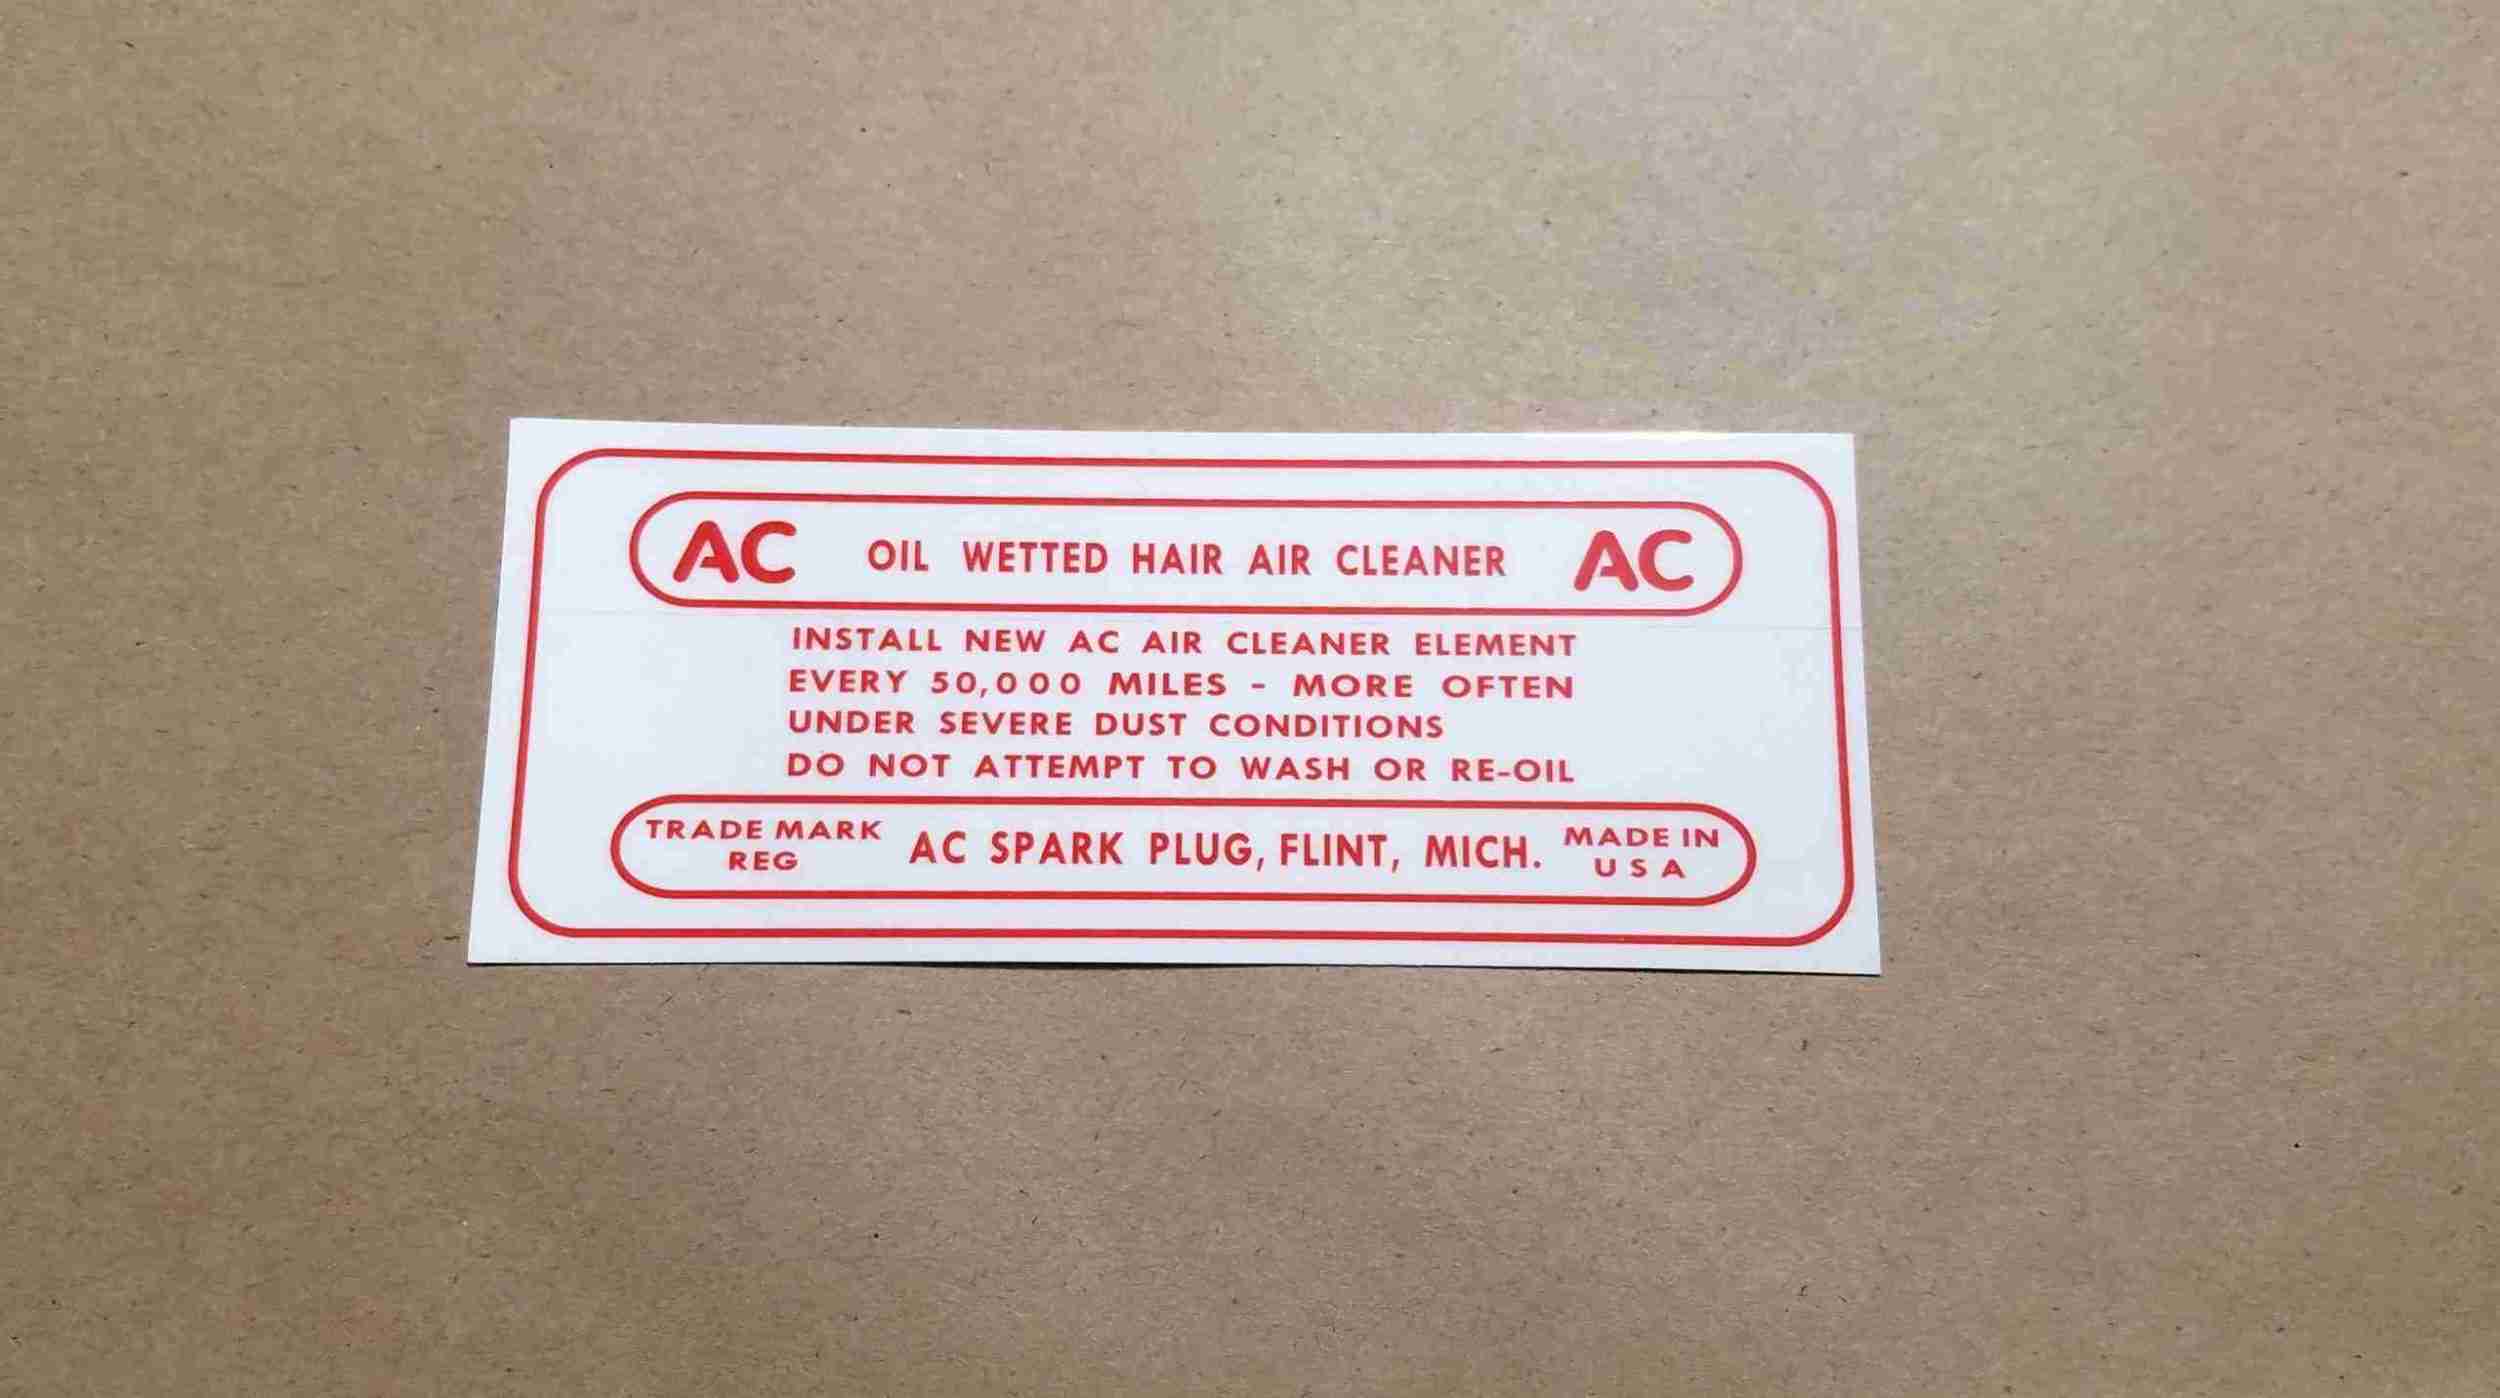 AC OIL WETTED HAIR AIR CLEANER AC
INSTALL NEW AC AIR CLEANER ELEMENT
EVERY 50,000 MILES - MORE OFTEN
UNDER SEVERE DUST CONDITIONS
DO NOT ATTEMPT TO WASH OR RE-OIL
TRADE MARK
REG
AC SPARK PLUG, FLINT, MICH.
MADE IN
U S A